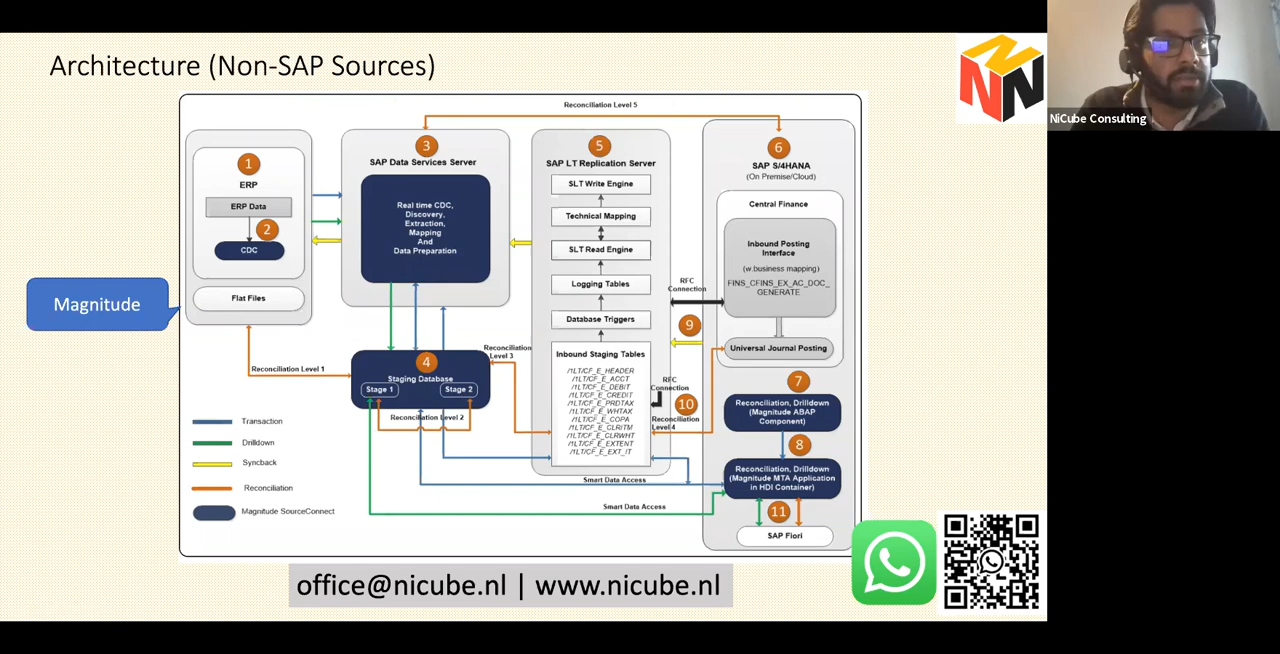 Architecture (Non-SAP Sources)
NiCube Consulting
Reconciliation Level 5
1
ERP
ERP Data
2
CDC
Flat Files
Magnitude
Reconciliation Level 1
3
SAP Data Services Server
Real time CDC,
Discovery,
Extraction,
Mapping
And
Data Preparation
4
Staging Database
Stage 1
Stage 2
Reconciliation Level 2
Reconciliation
Level 3
5
SAP LT Replication Server
SLT Write Engine
Technical Mapping
SLT Read Engine
Logging Tables
Database Triggers
Inbound Staging Tables
/1LT/CF_E_HEADER
/1LT/CF_E_ACCT
/1LT/CF_E_DEBIT
/1LT/CF_E_CREDIT
/1LT/CF_E_PRDTAX
/1LT/CF_E_WHTAX
/1LT/CF_E_COPA
/1LT/CF_E_CLRITM
/1LT/CF_E_CLRWHT
/1LT/CF_E_EXTENT
/1LT/CF_E_EXT_IT
RFC
Connection
9
RFC
Connection
10
Reconciliation
Level 4
6
SAP S/4HANA
(On Premise/Cloud)
Central Finance
Inbound Posting
Interface
(w.business mapping)
FINS_CFINS_EX_AC_DOC_
GENERATE
Universal Journal Posting
7
Reconciliation, Drilldown
(Magnitude ABAP
Component)
8
Reconciliation, Drilldown
(Magnitude MTA Application
in HDI Container)
11
SAP Fiori
Smart Data Access
Smart Data Access
Transaction
Drilldown
Syncback
Reconciliation
Magnitude SourceConnect
office@nicube.nl | www.nicube.nl